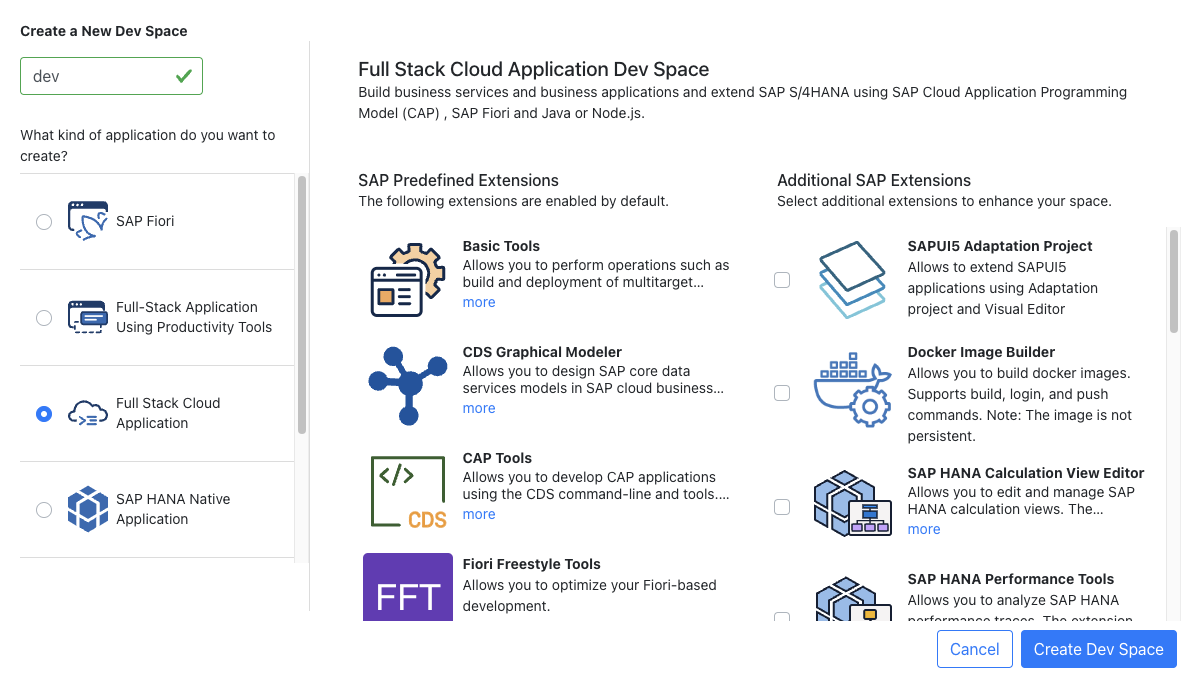 Create a New Dev Space
dev
What kind of application do you want to
create?
SAP Fiori
Full-Stack Application
Using Productivity Tools
Full Stack Cloud
Application
SAP HANA Native
Application
Full Stack Cloud Application Dev Space
Build business services and business applications and extend SAP S/4HANA using SAP Cloud Application Programming
Model (CAP) , SAP Fiori and Java or Node.js.
SAP Predefined Extensions
The following extensions are enabled by default.
Basic Tools
Allows you to perform operations such as
build and deployment of multitarget...
more
CDS Graphical Modeler
Allows you to design SAP core data
services models in SAP cloud business...
more
</>
CDS
CAP Tools
Allows you to develop CAP applications
using the CDS command-line and tools....
more
FFT
Fiori Freestyle Tools
Allows you to optimize your Fiori-based
development.
Additional SAP Extensions
Select additional extensions to enhance your space.
SAPUI5 Adaptation Project
Allows to extend SAPUI5
applications using Adaptation
project and Visual Editor
Docker Image Builder
Allows you to build docker images.
Supports build, login, and push
commands. Note: The image is not
persistent.
SAP HANA Calculation View Editor
Allows you to edit and manage SAP
HANA calculation views. The...
more
SAP HANA Performance Tools
Allows you to analyze SAP HANA
performance traces. The extension
Cancel
Create Dev Space